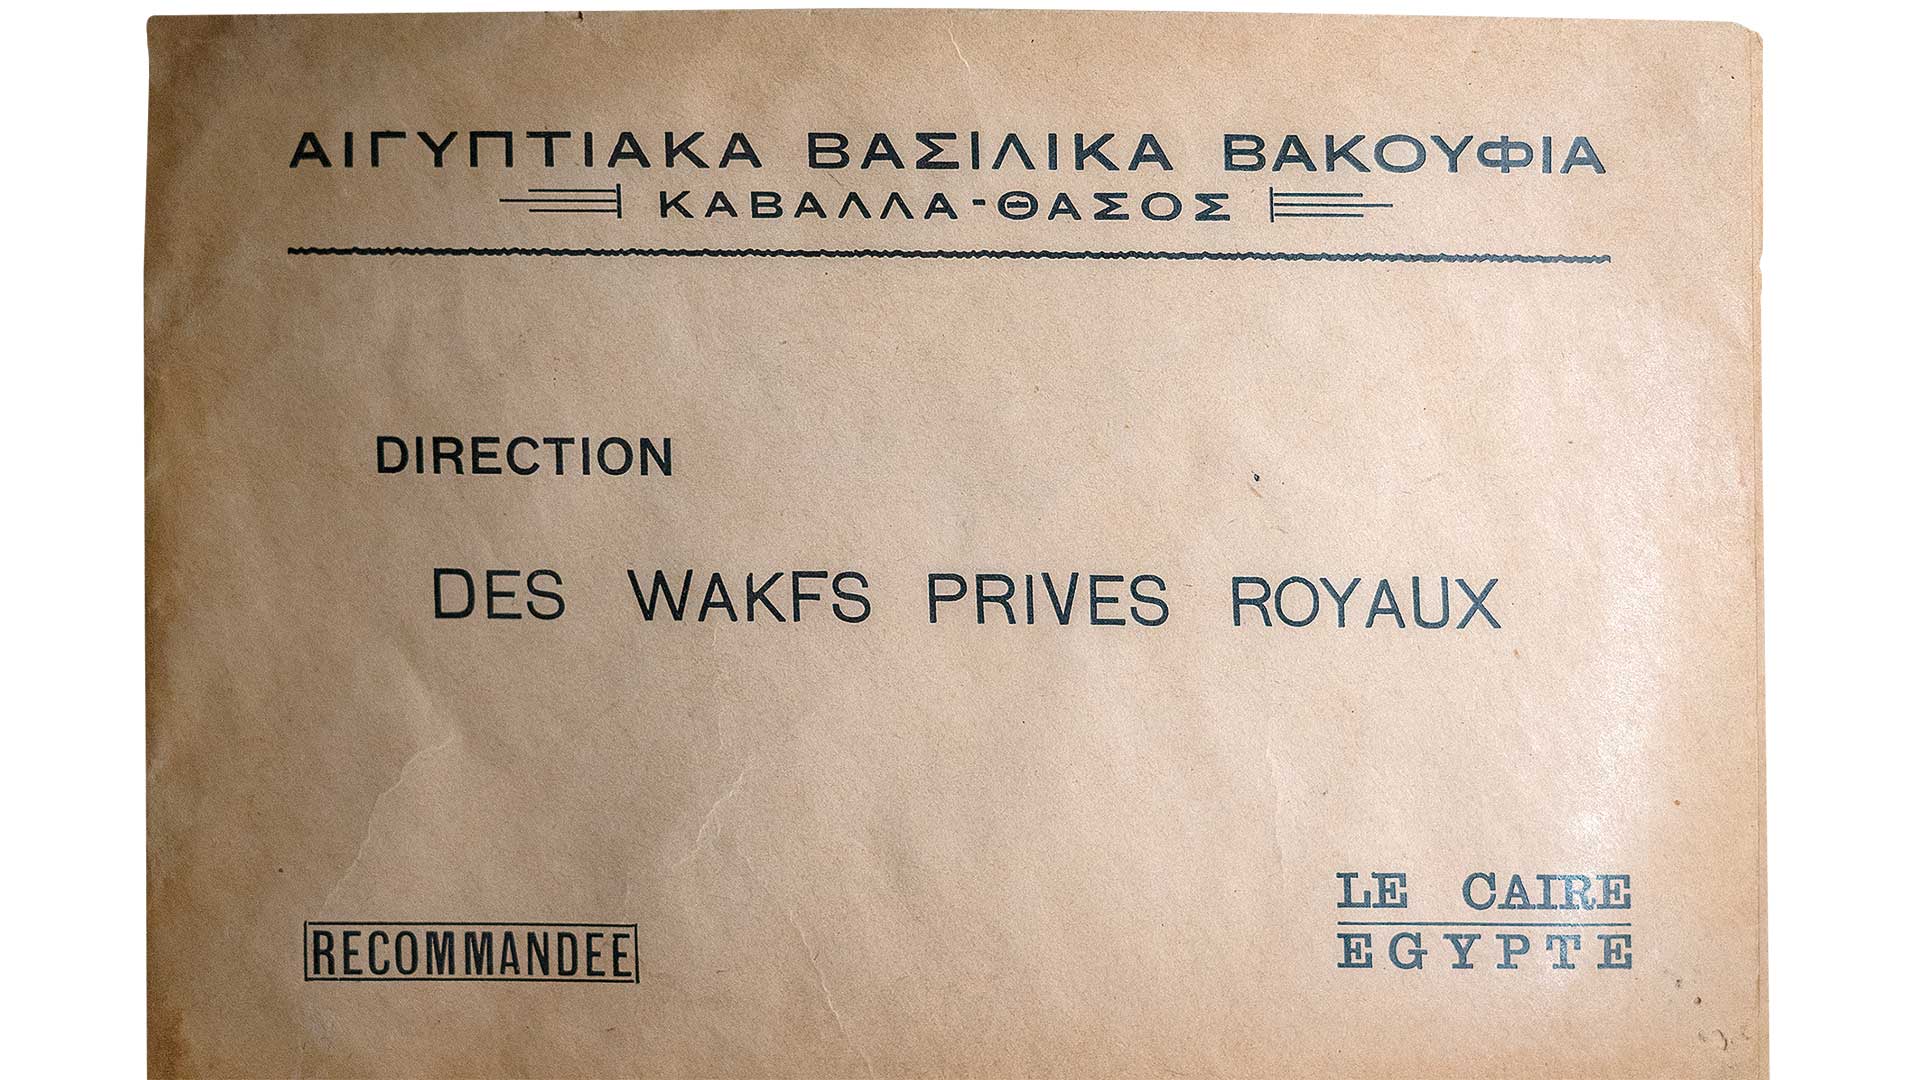 ΑΙΓΥΠΤΙΑΚΑ ΒΑΣΙΛΙΚΑ ΒΑΚΟΥΦΙΑ
ΚΑΒΑΛΛΑ-ΘΑΣΟΣ
DIRECTION
DES WAKFS PRIVES ROYAUX
LE CAIRE
EGYPTE
RECOMMANDEE